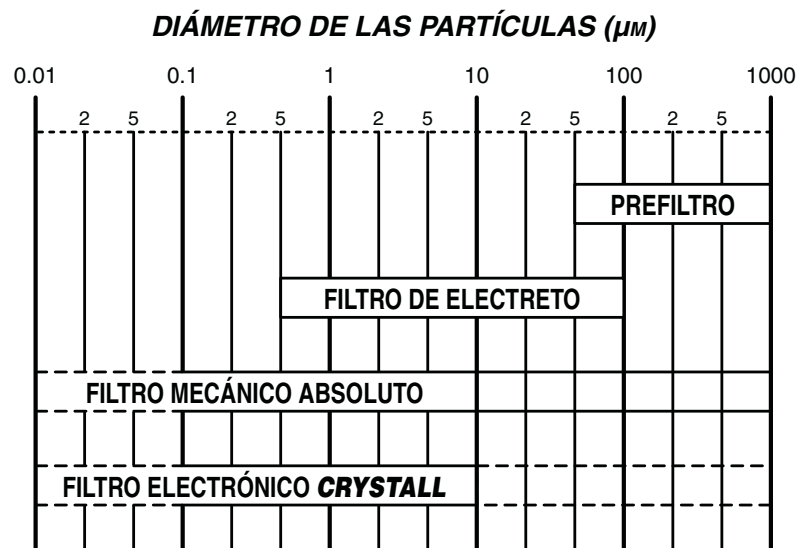 DIÁMETRO DE LAS PARTÍCULAS (µM)
0.01 0.1 1 10 100 1000
2 5 2 5 2 5 2 5 2 5
PREFILTRO
FILTRO DE ELECTRETO
FILTRO MECÁNICO ABSOLUTO
FILTRO ELECTRÓNICO CRYSTALL